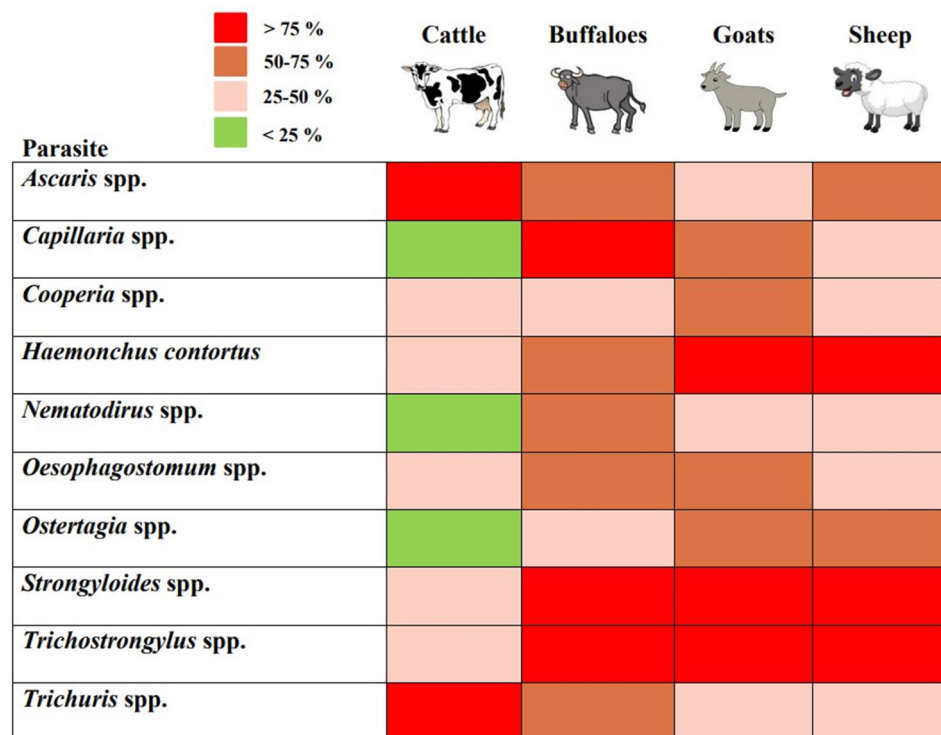 > 75 %
50-75 %
25-50 %
< 25 %
Cattle Buffaloes Goats Sheep
Parasite
Ascaris spp.
Capillaria spp.
Cooperia spp.
Haemonchus contortus
Nematodirus spp.
Oesophagostomum spp.
Ostertagia spp.
Strongyloides spp.
Trichostrongylus spp.
Trichuris spp.